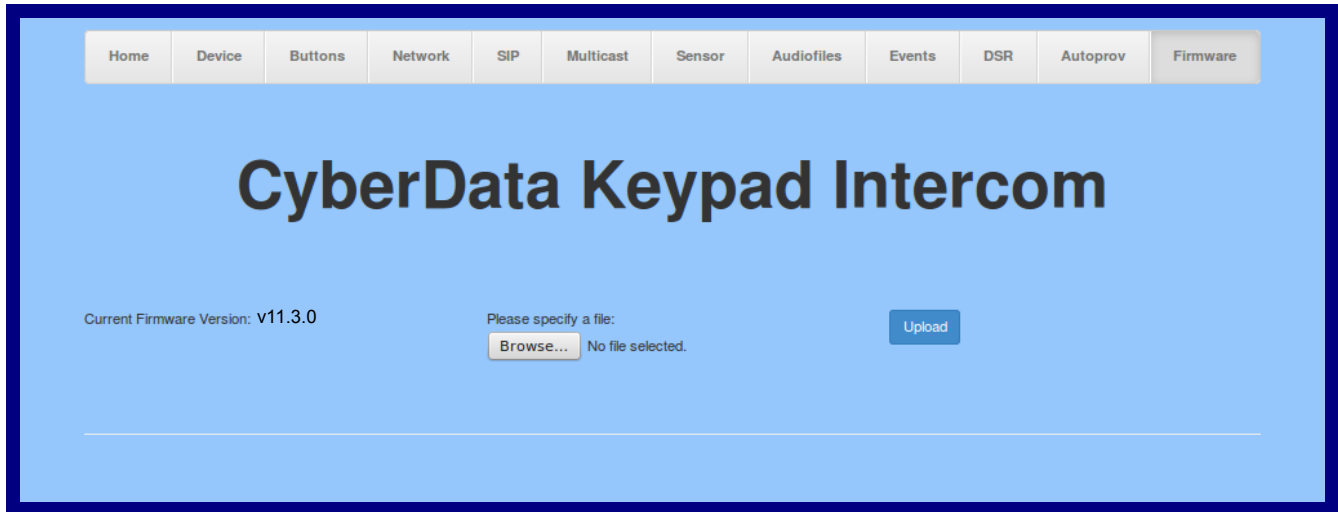 Home Device Buttons Network SIP Multicast Sensor Audiofiles Events DSR Autoprov Firmware
CyberData Keypad Intercom
Current Firmware Version: v11.3.0
Please specify a file:
Browse... No file selected.
Upload